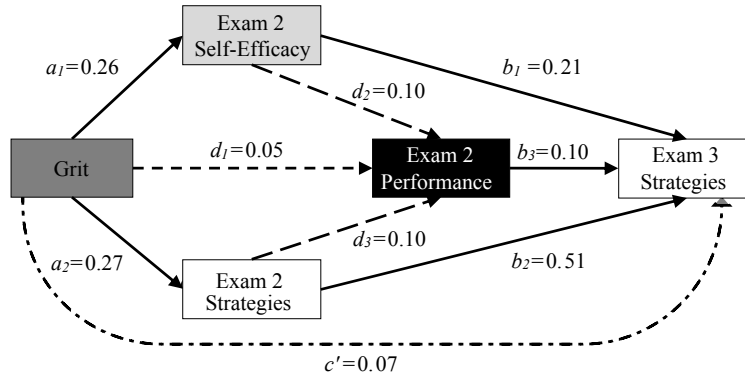 Exam 2
Self-Efficacy
a₁=0.26
b₁ =0.21
d₂=0.10
Grit
d₁=0.05
Exam 2
Performance
b₃=0.10
Exam 3
Strategies
a₂=0.27
d₃=0.10
Exam 2
Strategies
b₂=0.51
c'=0.07